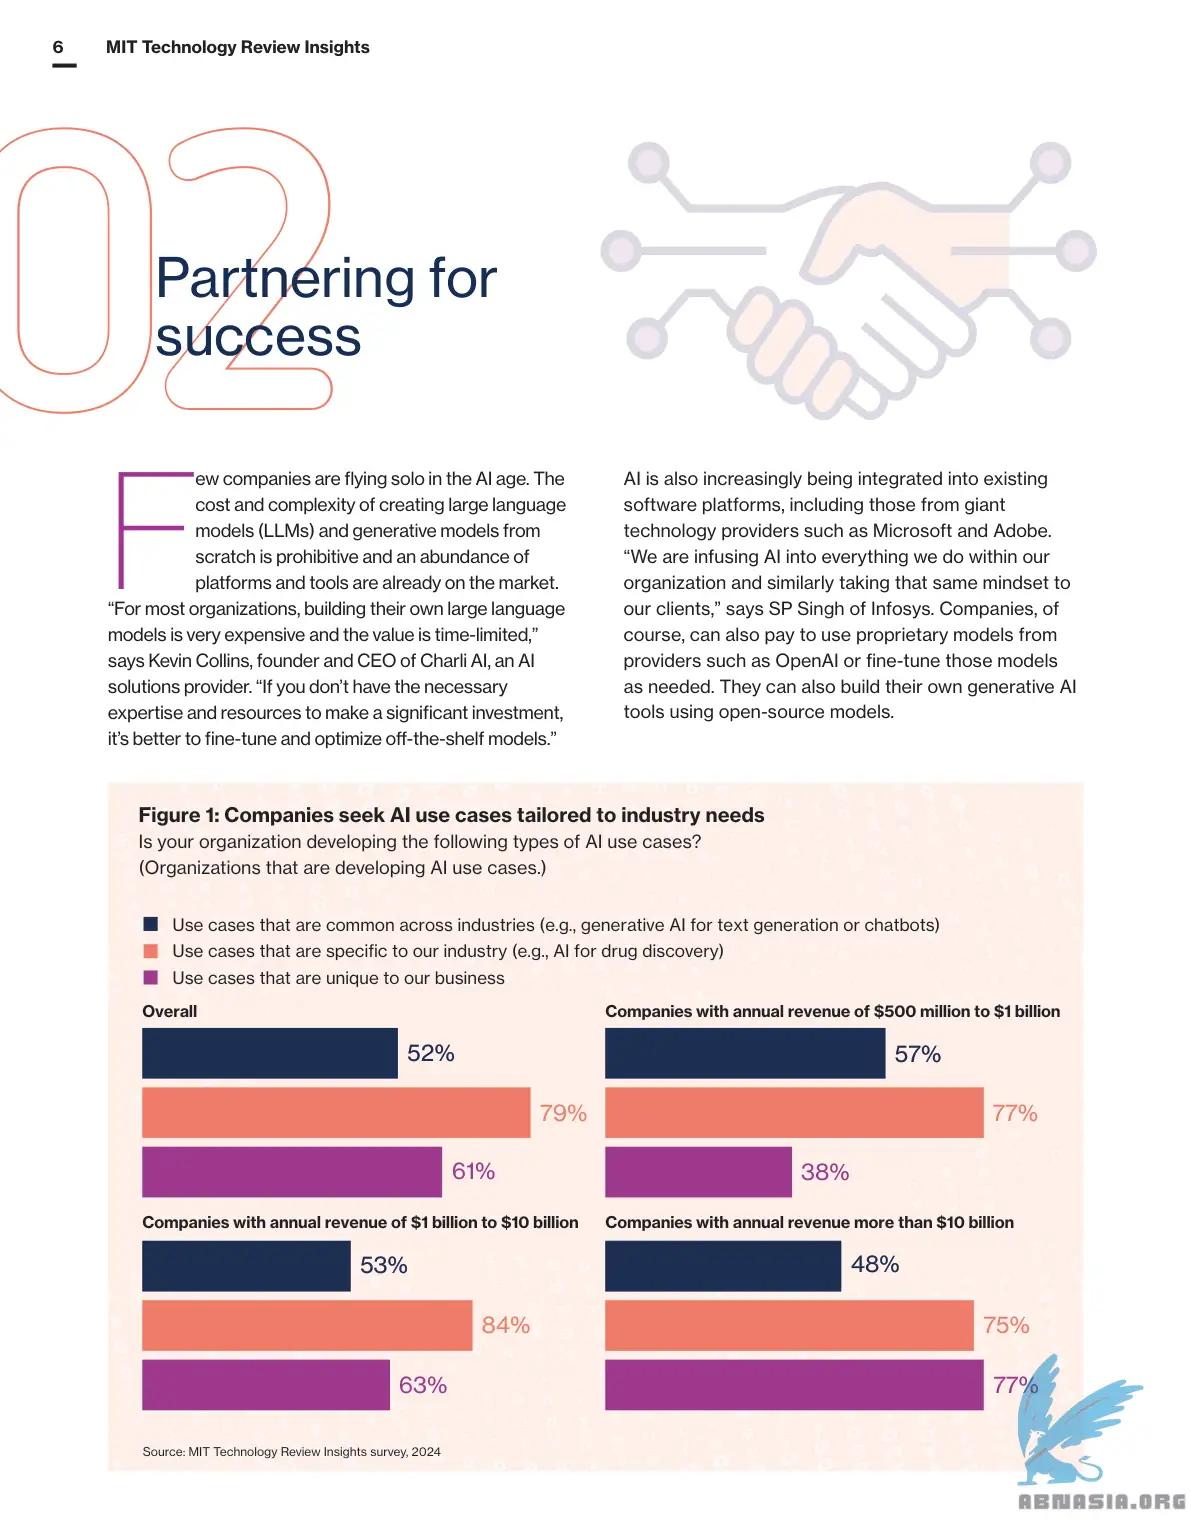 6 MIT Technology Review Insights
02
Partnering for
success
Few companies are flying solo in the AI age. The
cost and complexity of creating large language
models (LLMs) and generative models from
scratch is prohibitive and an abundance of
platforms and tools are already on the market.
“For most organizations, building their own large language
models is very expensive and the value is time-limited,”
says Kevin Collins, founder and CEO of Charli AI, an AI
solutions provider. “If you don’t have the necessary
expertise and resources to make a significant investment,
it’s better to fine-tune and optimize off-the-shelf models.”
AI is also increasingly being integrated into existing
software platforms, including those from giant
technology providers such as Microsoft and Adobe.
“We are infusing AI into everything we do within our
organization and similarly taking that same mindset to
our clients,” says SP Singh of Infosys. Companies, of
course, can also pay to use proprietary models from
providers such as OpenAI or fine-tune those models
as needed. They can also build their own generative AI
tools using open-source models.
Figure 1: Companies seek AI use cases tailored to industry needs
Is your organization developing the following types of AI use cases?
(Organizations that are developing AI use cases.)
Use cases that are common across industries (e.g., generative AI for text generation or chatbots)
Use cases that are specific to our industry (e.g., AI for drug discovery)
Use cases that are unique to our business
Overall
52%
79%
61%
Companies with annual revenue of $500 million to $1 billion
57%
77%
38%
Companies with annual revenue of $1 billion to $10 billion
53%
84%
63%
Companies with annual revenue more than $10 billion
48%
75%
77%
Source: MIT Technology Review Insights survey, 2024
ABNASIA.ORG